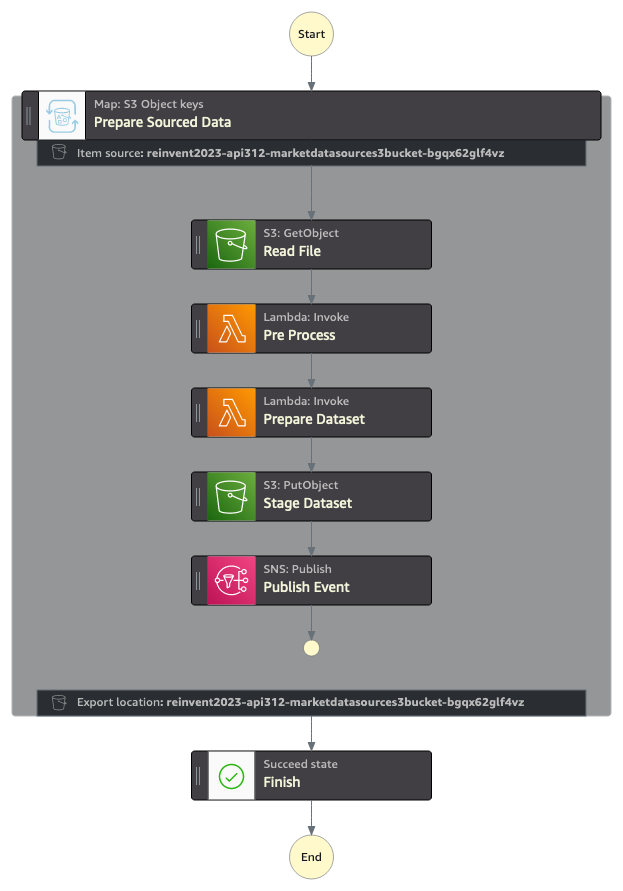 Start
Map: S3 Object keys
Prepare Sourced Data
Item source: reinvent2023-api312-marketdatasources3bucket-bgqx62glf4vz
S3: GetObject
Read File
Lambda: Invoke
Pre Process
Lambda: Invoke
Prepare Dataset
S3: PutObject
Stage Dataset
SNS: Publish
Publish Event
Export location: reinvent2023-api312-marketdatasources3bucket-bgqx62glf4vz
Succeed state
Finish
End